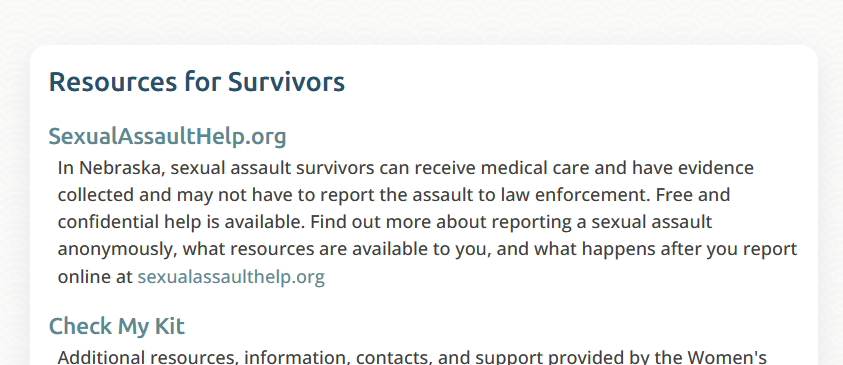 Resources for Survivors
SexualAssaultHelp.org
In Nebraska, sexual assault survivors can receive medical care and have evidence
collected and may not have to report the assault to law enforcement. Free and
confidential help is available. Find out more about reporting a sexual assault
anonymously, what resources are available to you, and what happens after you report
online at sexualassaulthelp.org
Check My Kit
Additional resources, information, contacts, and support provided by the Women's